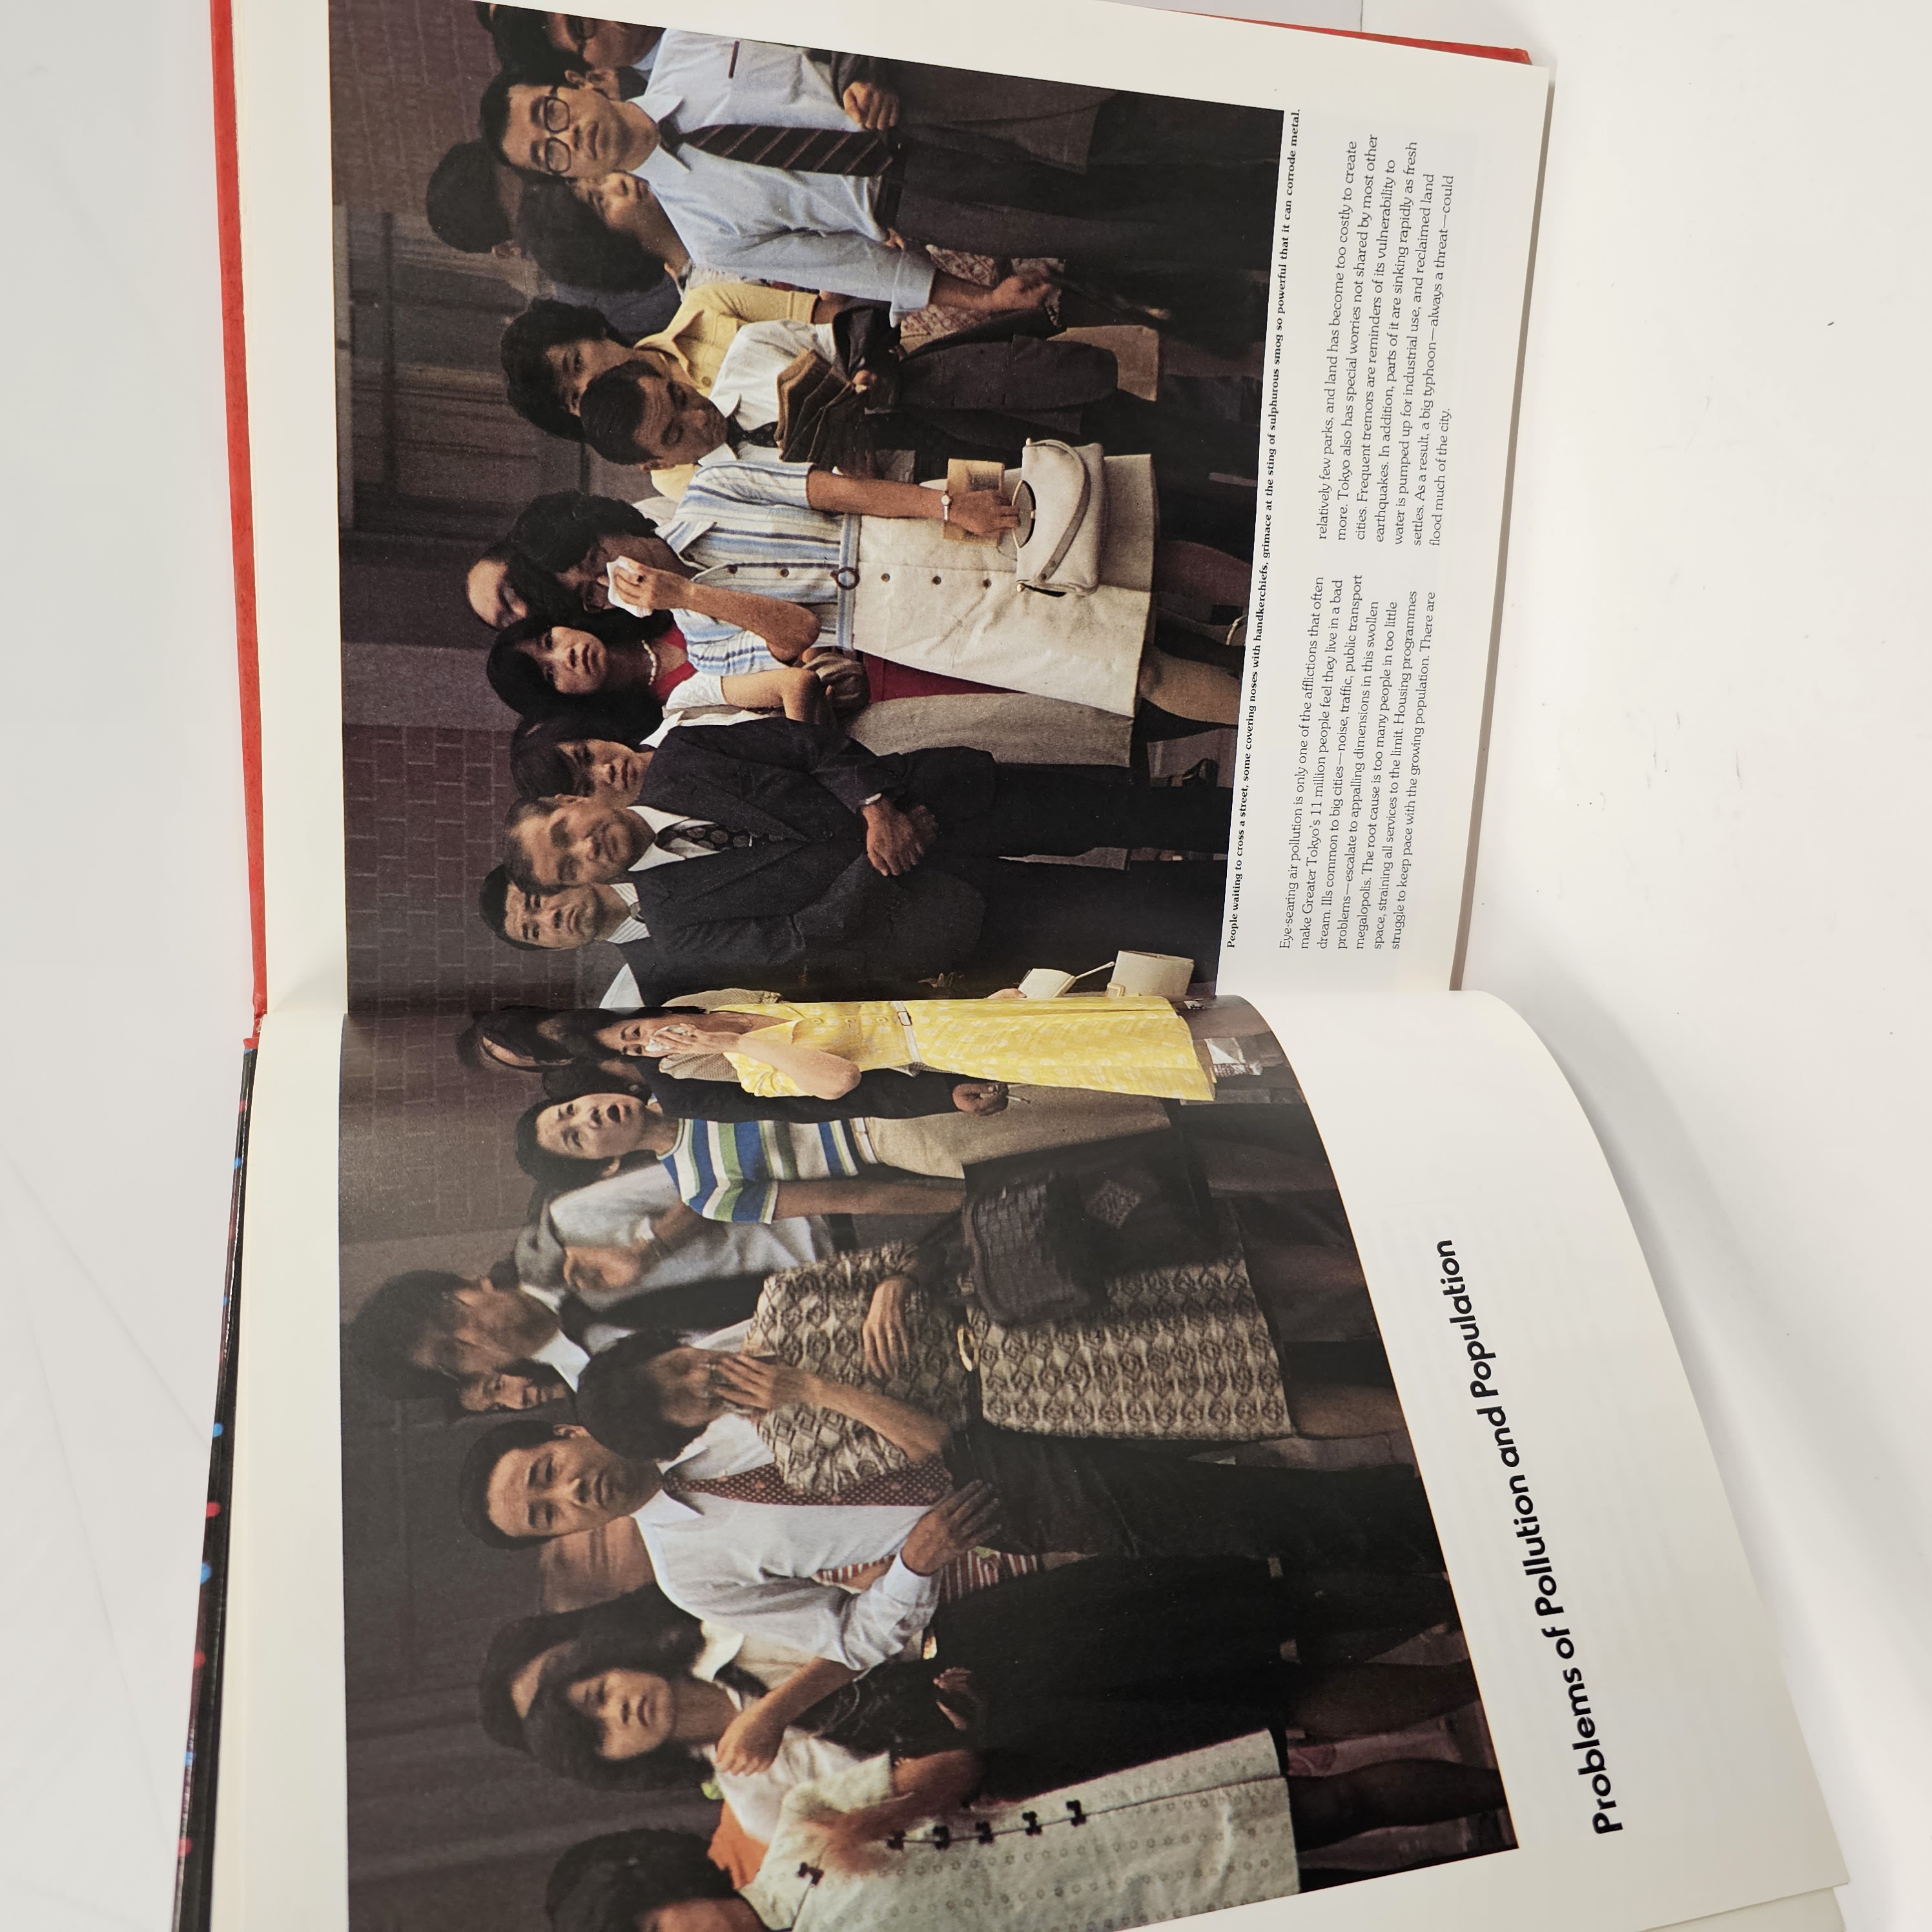 Problems of Pollution and Population
People waiting to cross a street, some covering noses with handkerchiefs, grimace at the sting of sulphurous smog so powerful that it can corrode metal.
Eye-searing air pollution is only one of the afflictions that often
make Greater Tokyo's 11 million people feel they live in a bad
dream. Ills common to big cities—noise, traffic, public transport
problems—escalate to appalling dimensions in this swollen
megalopolis. The root cause is too many people in too little
space, straining all services to the limit. Housing programmes
struggle to keep pace with the growing population. There are
relatively few parks, and land has become too costly to create
more. Tokyo also has special worries not shared by most other
cities. Frequent tremors are reminders of its vulnerability to
earthquakes. In addition, parts of it are sinking rapidly as fresh
water is pumped up for industrial use, and reclaimed land
settles. As a result, a big typhoon—always a threat—could
flood much of the city.